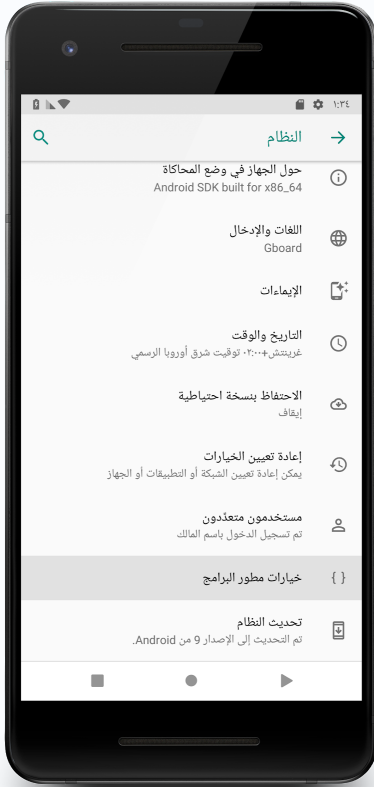 ١:٣٤
النظام
حول الجهاز في وضع المحاكاة
Android SDK built for x86_64
اللغات والإدخال
Gboard
الإيماءات
التاريخ والوقت
غرينتش+٠٢:٠٠ توقيت شرق أوروبا الرسمي
الاحتفاظ بنسخة احتياطية
إيقاف
إعادة تعيين الخيارات
يمكن إعادة تعيين الشبكة أو التطبيقات أو الجهاز
مستخدمون متعدّدون
تم تسجيل الدخول باسم المالك
{ }
خيارات مطور البرامج
تحديث النظام
تم التحديث إلى الإصدار 9 من Android.